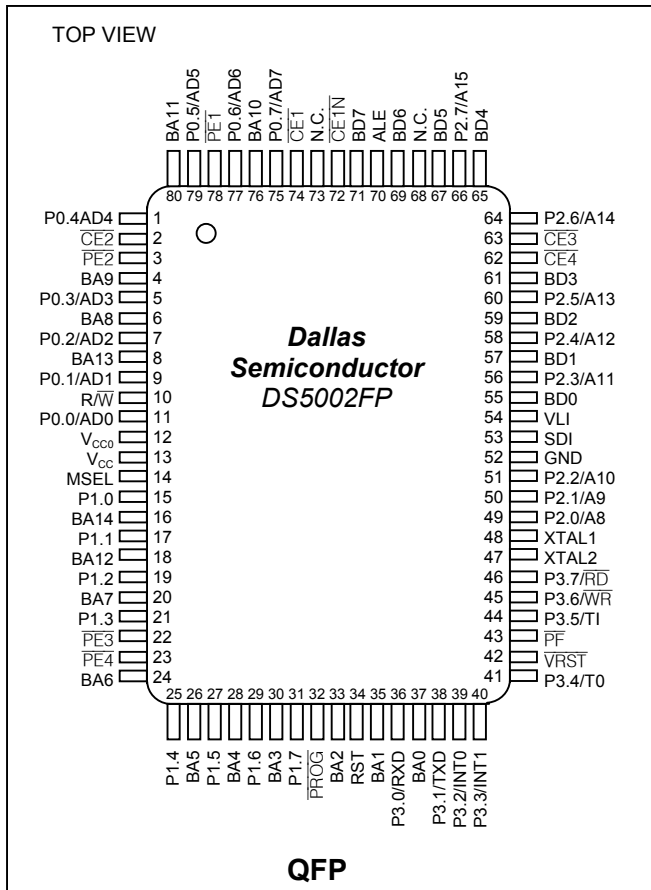 TOP VIEW
BA11
P0.5/AD5
PE1
P0.6/AD6
BA10
P0.7/AD7
CE1
N.C.
CE1N
BD7
ALE
BD6
N.C.
BD5
P2.7/A15
BD4
80 79 78 77 76 75 74 73 72 71 70 69 68 67 66 65
P0.4AD4 1
CE2 2
PE2 3
BA9 4
P0.3/AD3 5
BA8 6
P0.2/AD2 7
BA13 8
P0.1/AD1 9
R/W 10
P0.0/AD0 11
VCC0 12
VCC 13
MSEL 14
P1.0 15
BA14 16
P1.1 17
BA12 18
P1.2 19
BA7 20
P1.3 21
PE3 22
PE4 23
BA6 24
Dallas
Semiconductor
DS5002FP
64 P2.6/A14
63 CE3
62 CE4
61 BD3
60 P2.5/A13
59 BD2
58 P2.4/A12
57 BD1
56 P2.3/A11
55 BD0
54 VLI
53 SDI
52 GND
51 P2.2/A10
50 P2.1/A9
49 P2.0/A8
48 XTAL1
47 XTAL2
46 P3.7/RD
45 P3.6/WR
44 P3.5/TI
43 PF
42 VRST
41 P3.4/T0
25 26 27 28 29 30 31 32 33 34 35 36 37 38 39 40
P1.4
BA5
P1.5
BA4
P1.6
BA3
P1.7
PROG
BA2
RST
BA1
P3.0/RXD
BA0
P3.1/TXD
P3.2/INT0
P3.3/INT1
QFP